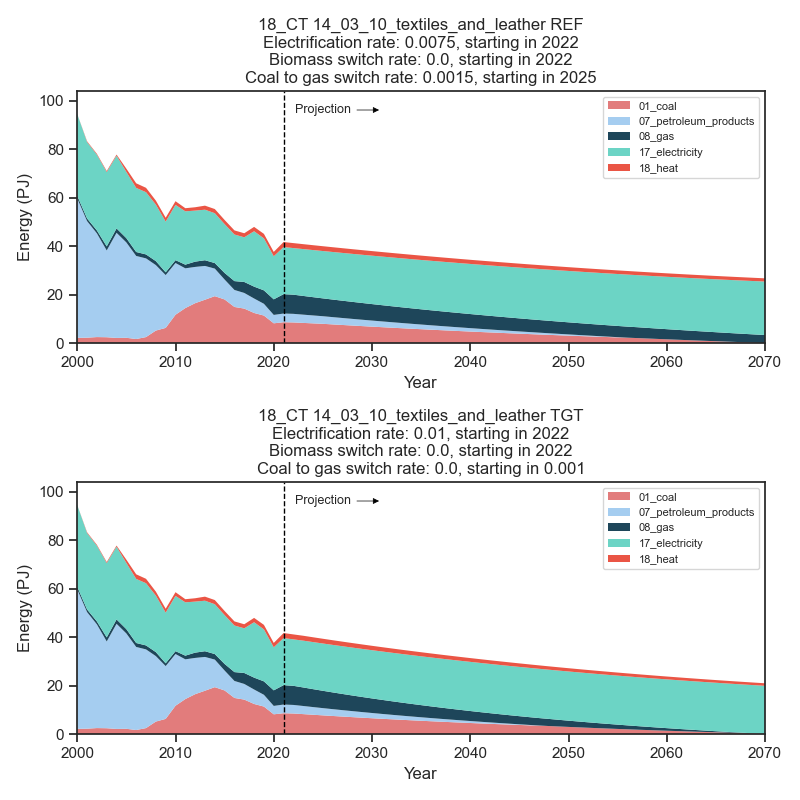 18_CT 14_03_10_textiles_and_leather REF
Electrification rate: 0.0075, starting in 2022
Biomass switch rate: 0.0, starting in 2022
Coal to gas switch rate: 0.0015, starting in 2025
Energy (PJ)
100
80
60
40
20
0
Projection
01_coal
07_petroleum_products
08_gas
17_electricity
18_heat
2000 2010 2020 2030 2040 2050 2060 2070
Year
18_CT 14_03_10_textiles_and_leather TGT
Electrification rate: 0.01, starting in 2022
Biomass switch rate: 0.0, starting in 2022
Coal to gas switch rate: 0.0, starting in 0.001
Energy (PJ)
100
80
60
40
20
0
Projection
01_coal
07_petroleum_products
08_gas
17_electricity
18_heat
2000 2010 2020 2030 2040 2050 2060 2070
Year